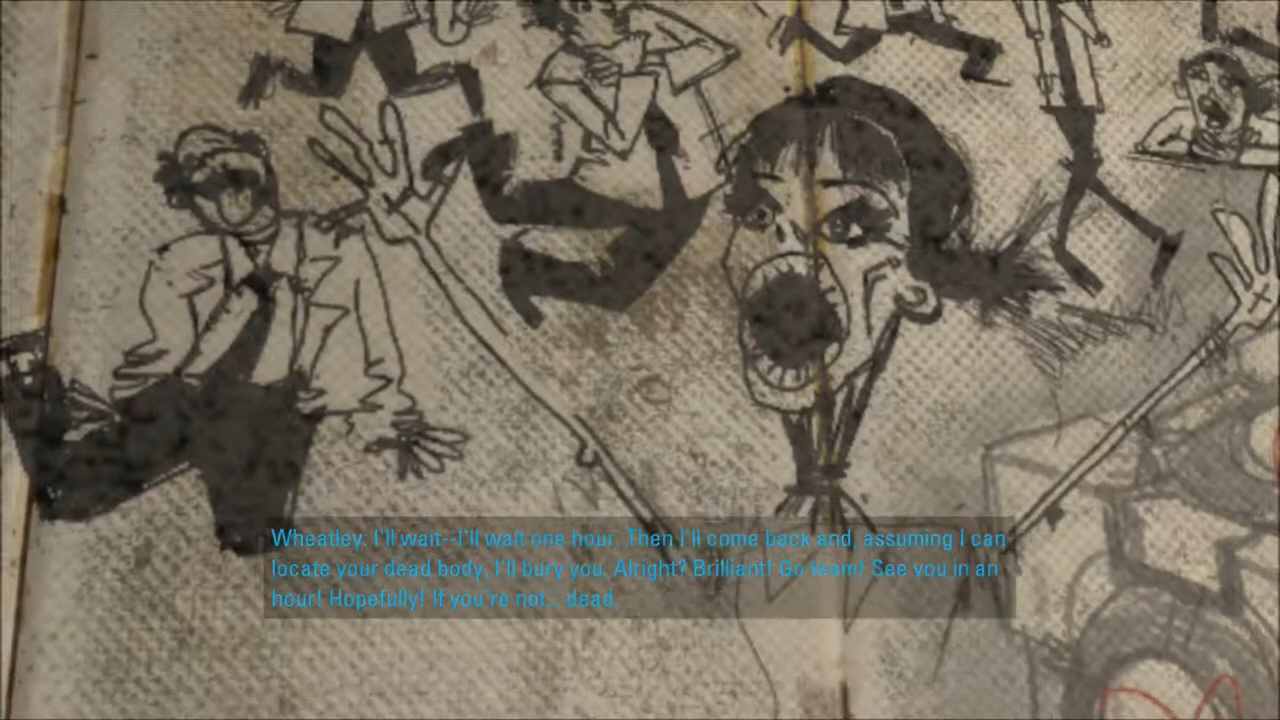 Wheatley: I'll wait--I'll wait one hour. Then I'll come back and, assuming I can
locate your dead body, I'll bury you. Alright? Brilliant! Go team! See you in an
hour! Hopefully! If you're not... dead.